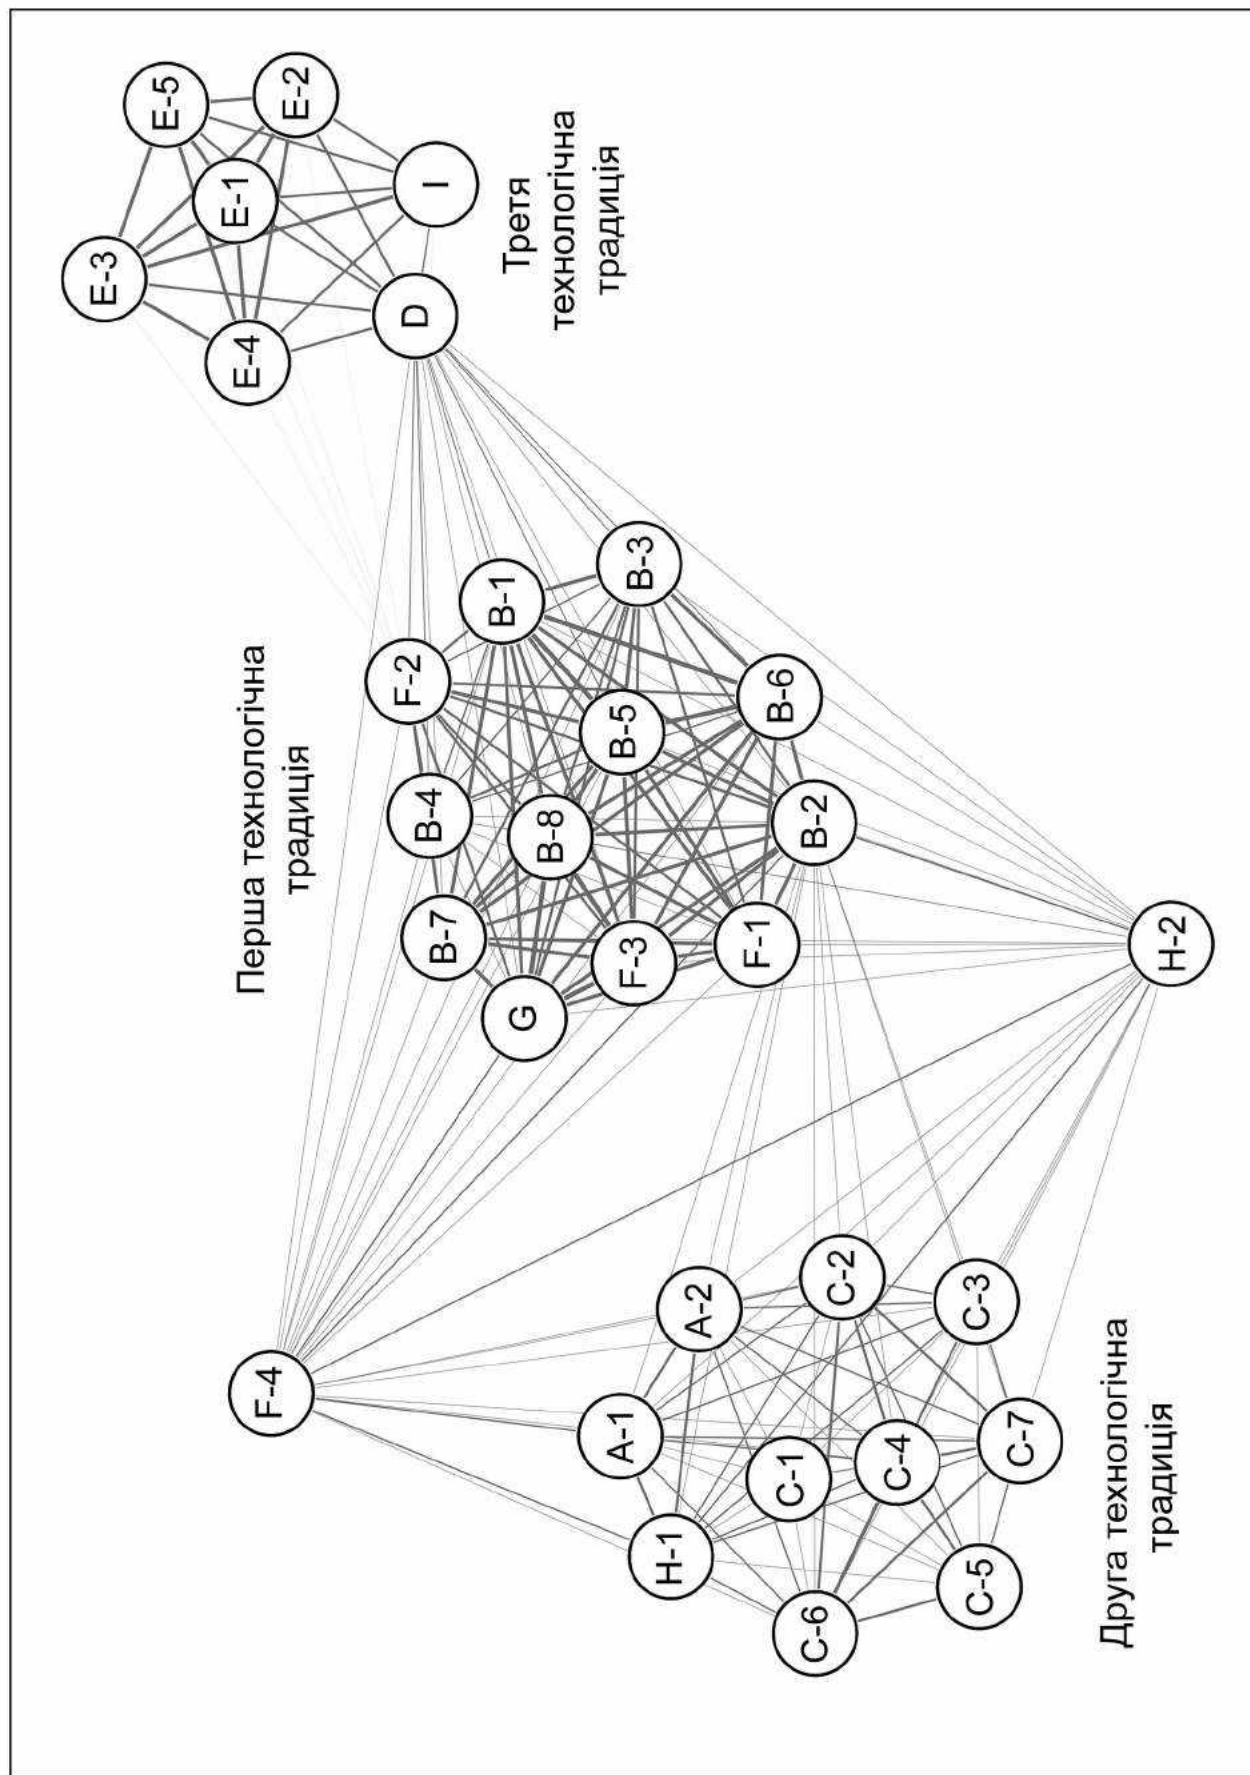 F-4
Перша технологічна
традиція
F-2
B-4
B-7
B-1
G
B-8
B-5
F-3
B-3
F-1
B-6
B-2
E-3
E-5
E-1
E-4
E-2
D
I
Третя
технологічна
традиція
A-1
H-1
A-2
C-1
C-6
C-2
C-4
C-3
C-5
C-7
Друга технологічна
традиція
H-2